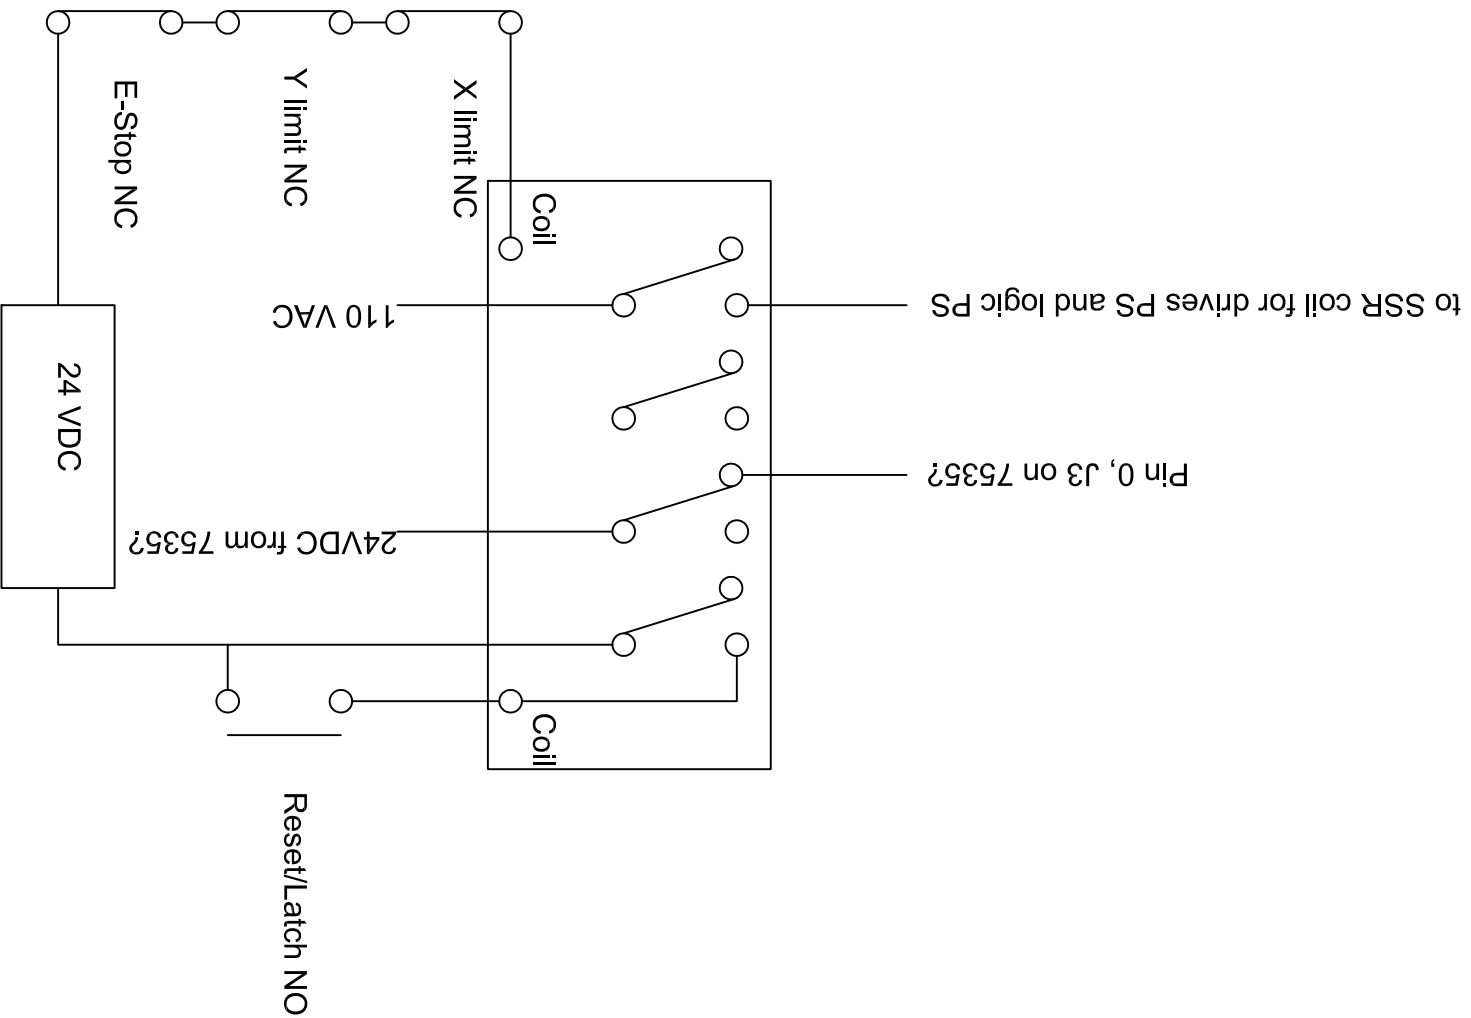 E-Stop NC
Y limit NC
X limit NC
Coil
110 VAC
to SSR coil for drives PS and logic PS
24 VDC
Pin 0, J3 on 7535?
24VDC from 7535?
Coil
Reset/Latch NO